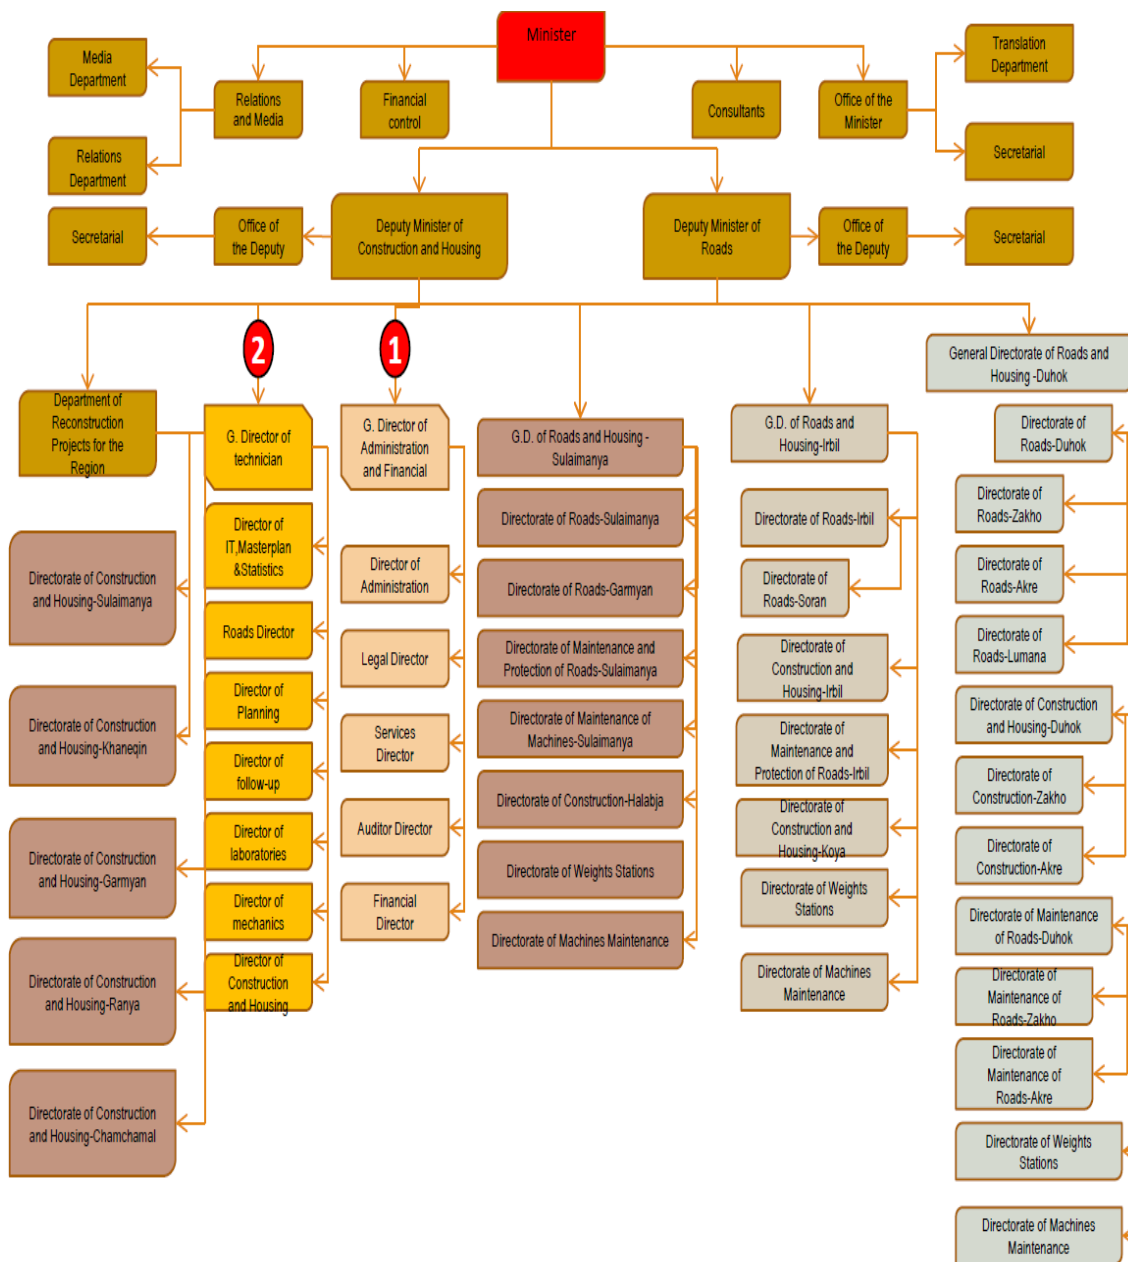 Minister
Media
Department
Relations
and Media
Financial
control
Consultants
Office of the
Minister
Translation
Department
Relations
Department
Secretarial
Secretarial
Office of
the Deputy
Deputy Minister of
Construction and Housing
Deputy Minister of
Roads
Office of
the Deputy
Secretarial
2
1
General Directorate of Roads and
Housing -Duhok
Department of
Reconstruction
Projects for the
Region
Directorate of Construction
and Housing-Sulaimanya
Directorate of Construction
and Housing-Khaneqin
Directorate of Construction
and Housing-Garmyan
Directorate of Construction
and Housing-Ranya
Directorate of Construction
and Housing-Chamchamal
G. Director of
technician
Director of
IT,Masterplan
&Statistics
Roads Director
Director of
Planning
Director of
follow-up
Director of
laboratories
Director of
mechanics
Director of
Construction
and Housing
G. Director of
Administration
and Financial
Director of
Administration
Legal Director
Services
Director
Auditor Director
Financial
Director
G.D. of Roads and Housing -
Sulaimanya
Directorate of Roads-Sulaimanya
Directorate of Roads-Garmyan
Directorate of Maintenance and
Protection of Roads-Sulaimanya
Directorate of Maintenance of
Machines-Sulaimanya
Directorate of Construction-Halabja
Directorate of Weights Stations
Directorate of Machines Maintenance
G.D. of Roads and
Housing-Irbil
Directorate of Roads-Irbil
Directorate of
Roads-Soran
Directorate of
Construction and
Housing-Irbil
Directorate of
Maintenance and
Protection of Roads-Irbil
Directorate of
Construction and
Housing-Koya
Directorate of Weights
Stations
Directorate of Machines
Maintenance
Directorate of
Roads-Duhok
Directorate of
Roads-Zakho
Directorate of
Roads-Akre
Directorate of
Roads-Lumana
Directorate of Construction
and Housing-Duhok
Directorate of
Construction-Zakho
Directorate of
Construction-Akre
Directorate of Maintenance
of Roads-Duhok
Directorate of
Maintenance of
Roads-Zakho
Directorate of
Maintenance of
Roads-Akre
Directorate of Weights
Stations
Directorate of Machines
Maintenance